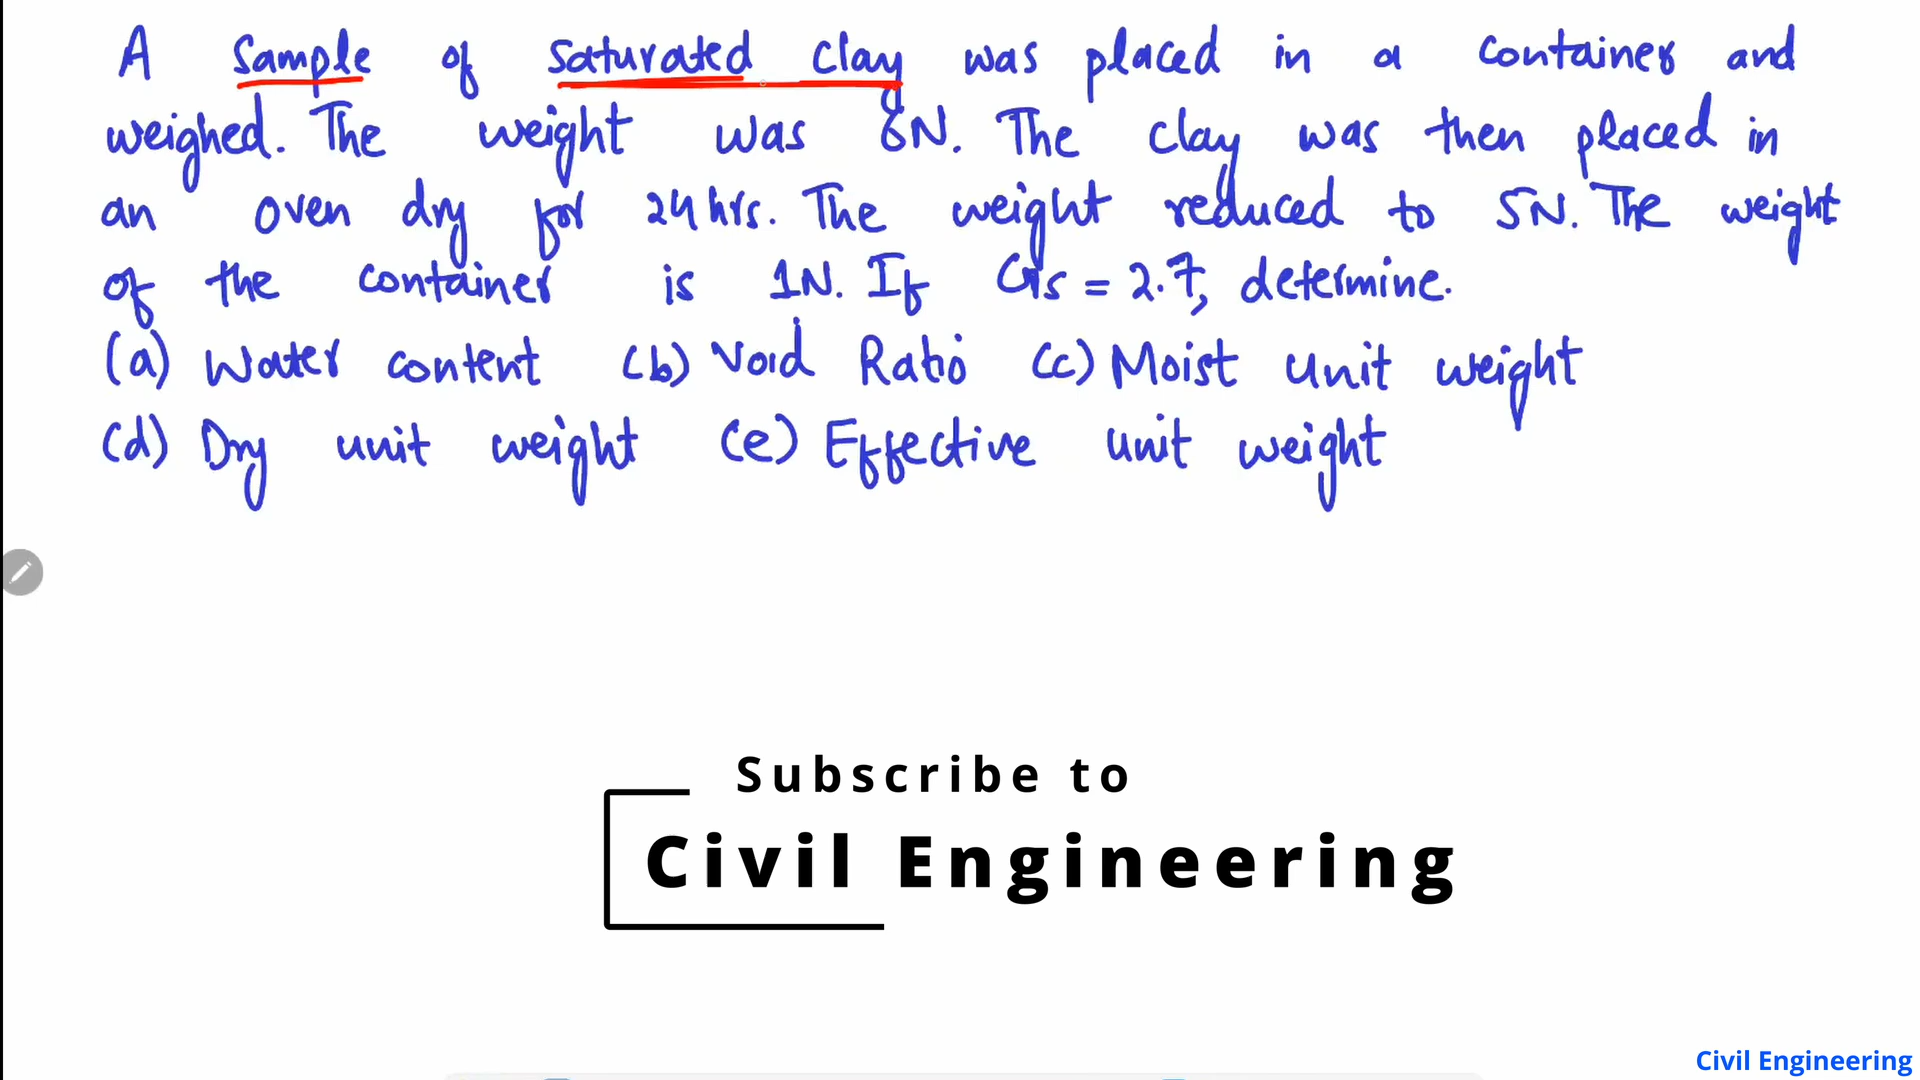 A Sample of saturated clay was placed in a container and
weighed. The weight was 6N. The clay was then placed in
an oven dry for 24 hrs. The weight reduced to 5N. The weight
of the container is 1N. If Gs = 2.7, determine.
(a) Water content (b) Void Ratio (c) Moist unit weight
(d) Dry unit weight (e) Effective unit weight
Subscribe to
Civil Engineering
Civil Engineering